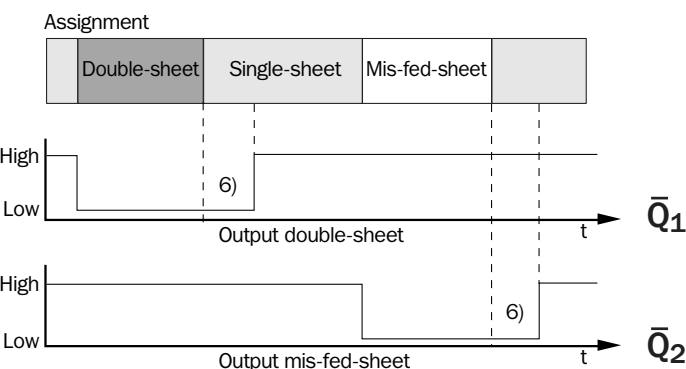 Assignment
Double-sheet Single-sheet Mis-fed-sheet
High
6)
Low
Output double-sheet t Q̅1
High
6)
Low
Output mis-fed-sheet t Q̅2